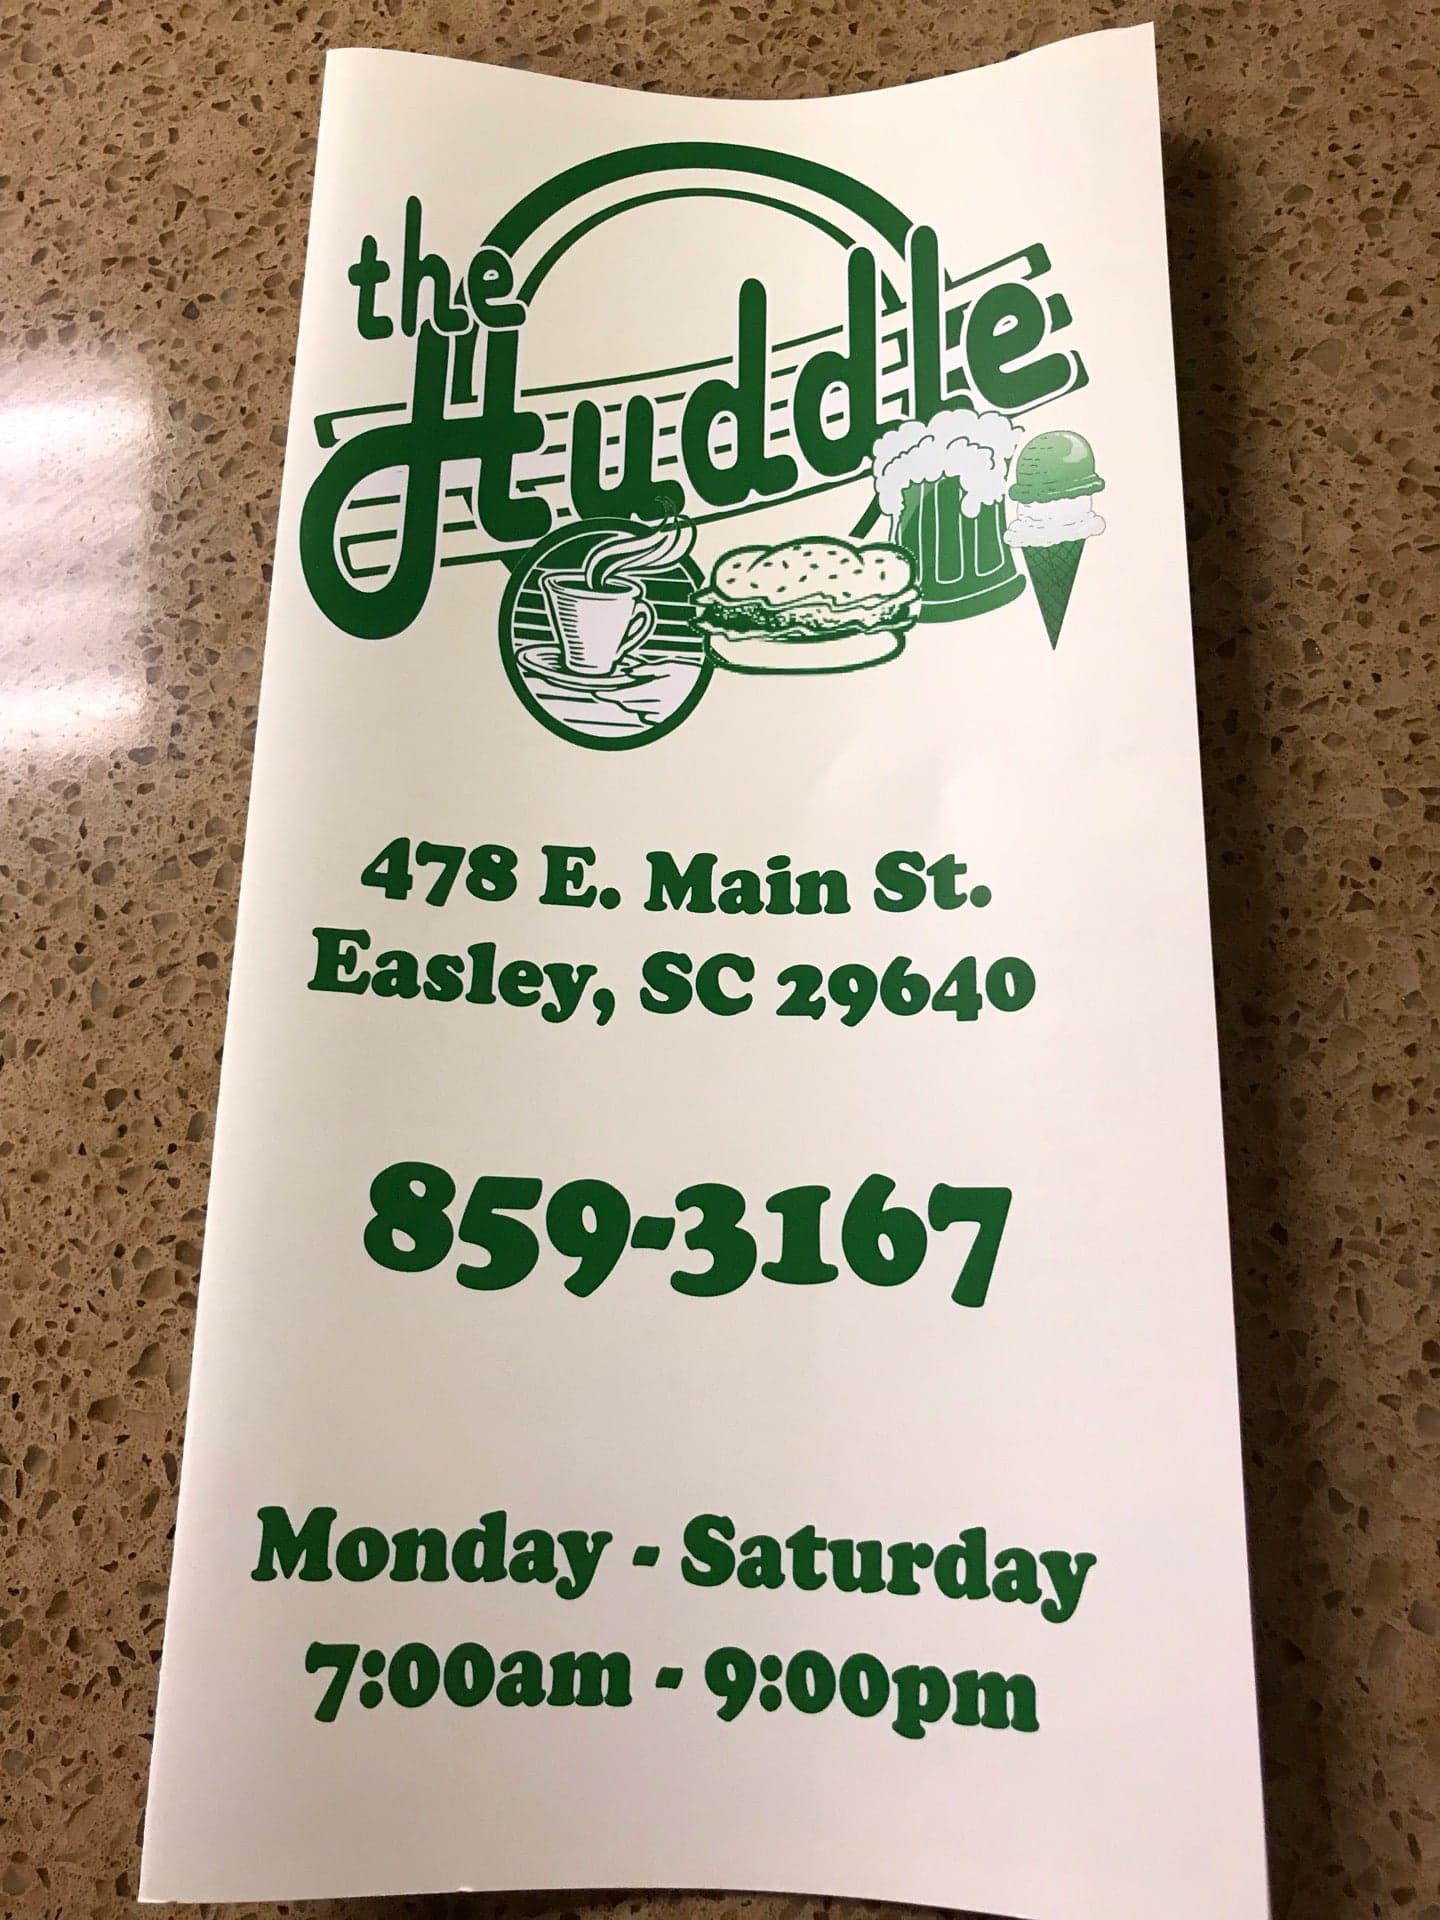 the
Huddle
478 E. Main St.
Easley, SC 29640
859-3167
Monday - Saturday
7:00am - 9:00pm